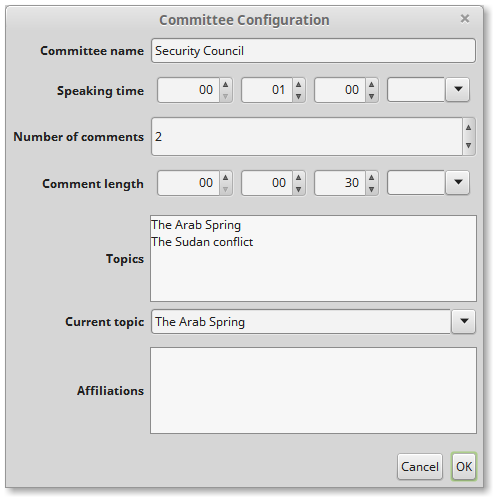 Committee Configuration
Committee name Security Council
Speaking time 00 01 00
Number of comments 2
Comment length 00 00 30
Topics
The Arab Spring
The Sudan conflict
Current topic The Arab Spring
Affiliations
Cancel OK